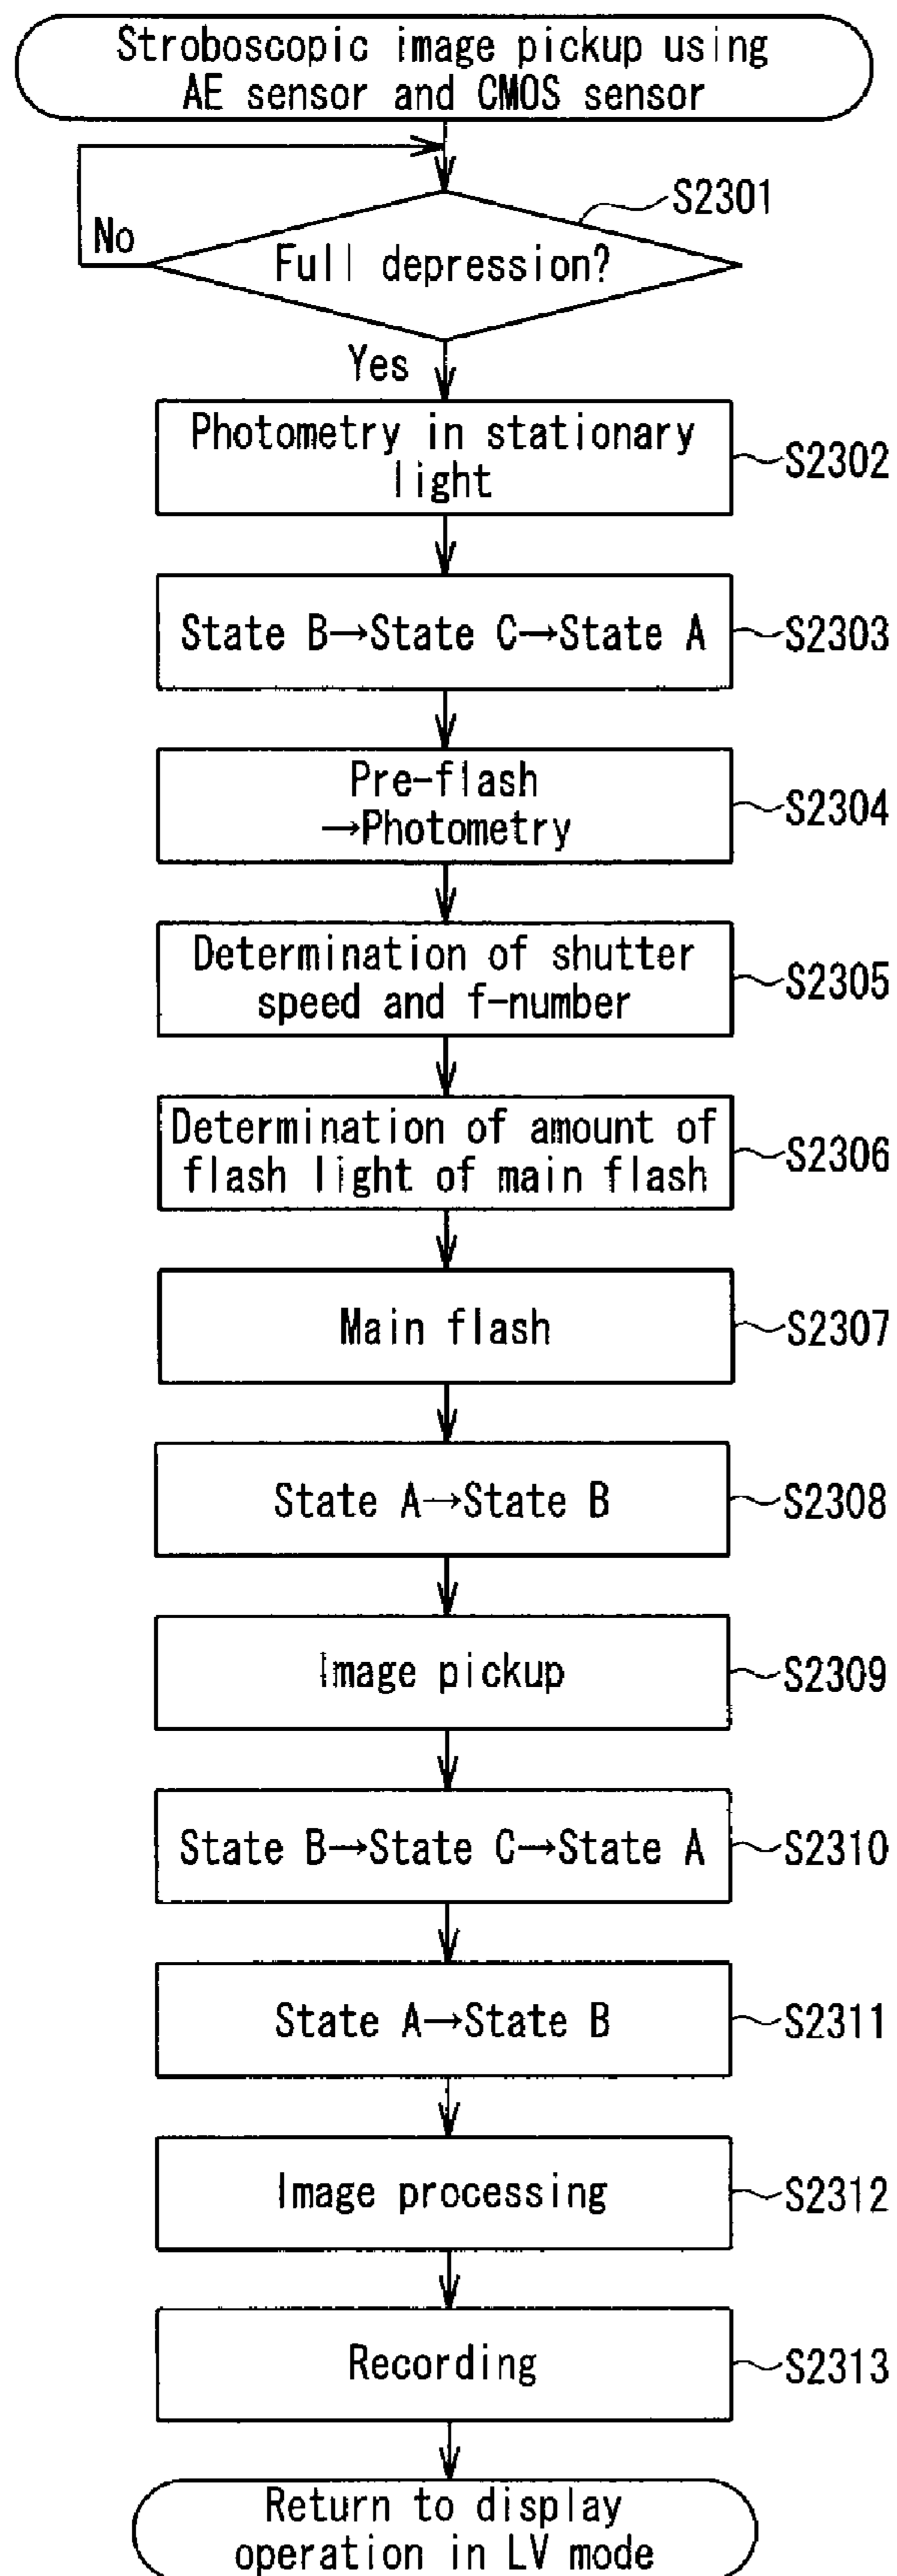 Stroboscopic image pickup using
AE sensor and CMOS sensor
S2301
No
Full depression?
Yes
Photometry in stationary
light
S2302
State B→State C→State A
S2303
Pre-flash
→Photometry
S2304
Determination of shutter
speed and f-number
S2305
Determination of amount of
flash light of main flash
S2306
Main flash
S2307
State A→State B
S2308
Image pickup
S2309
State B→State C→State A
S2310
State A→State B
S2311
Image processing
S2312
Recording
S2313
Return to display
operation in LV mode